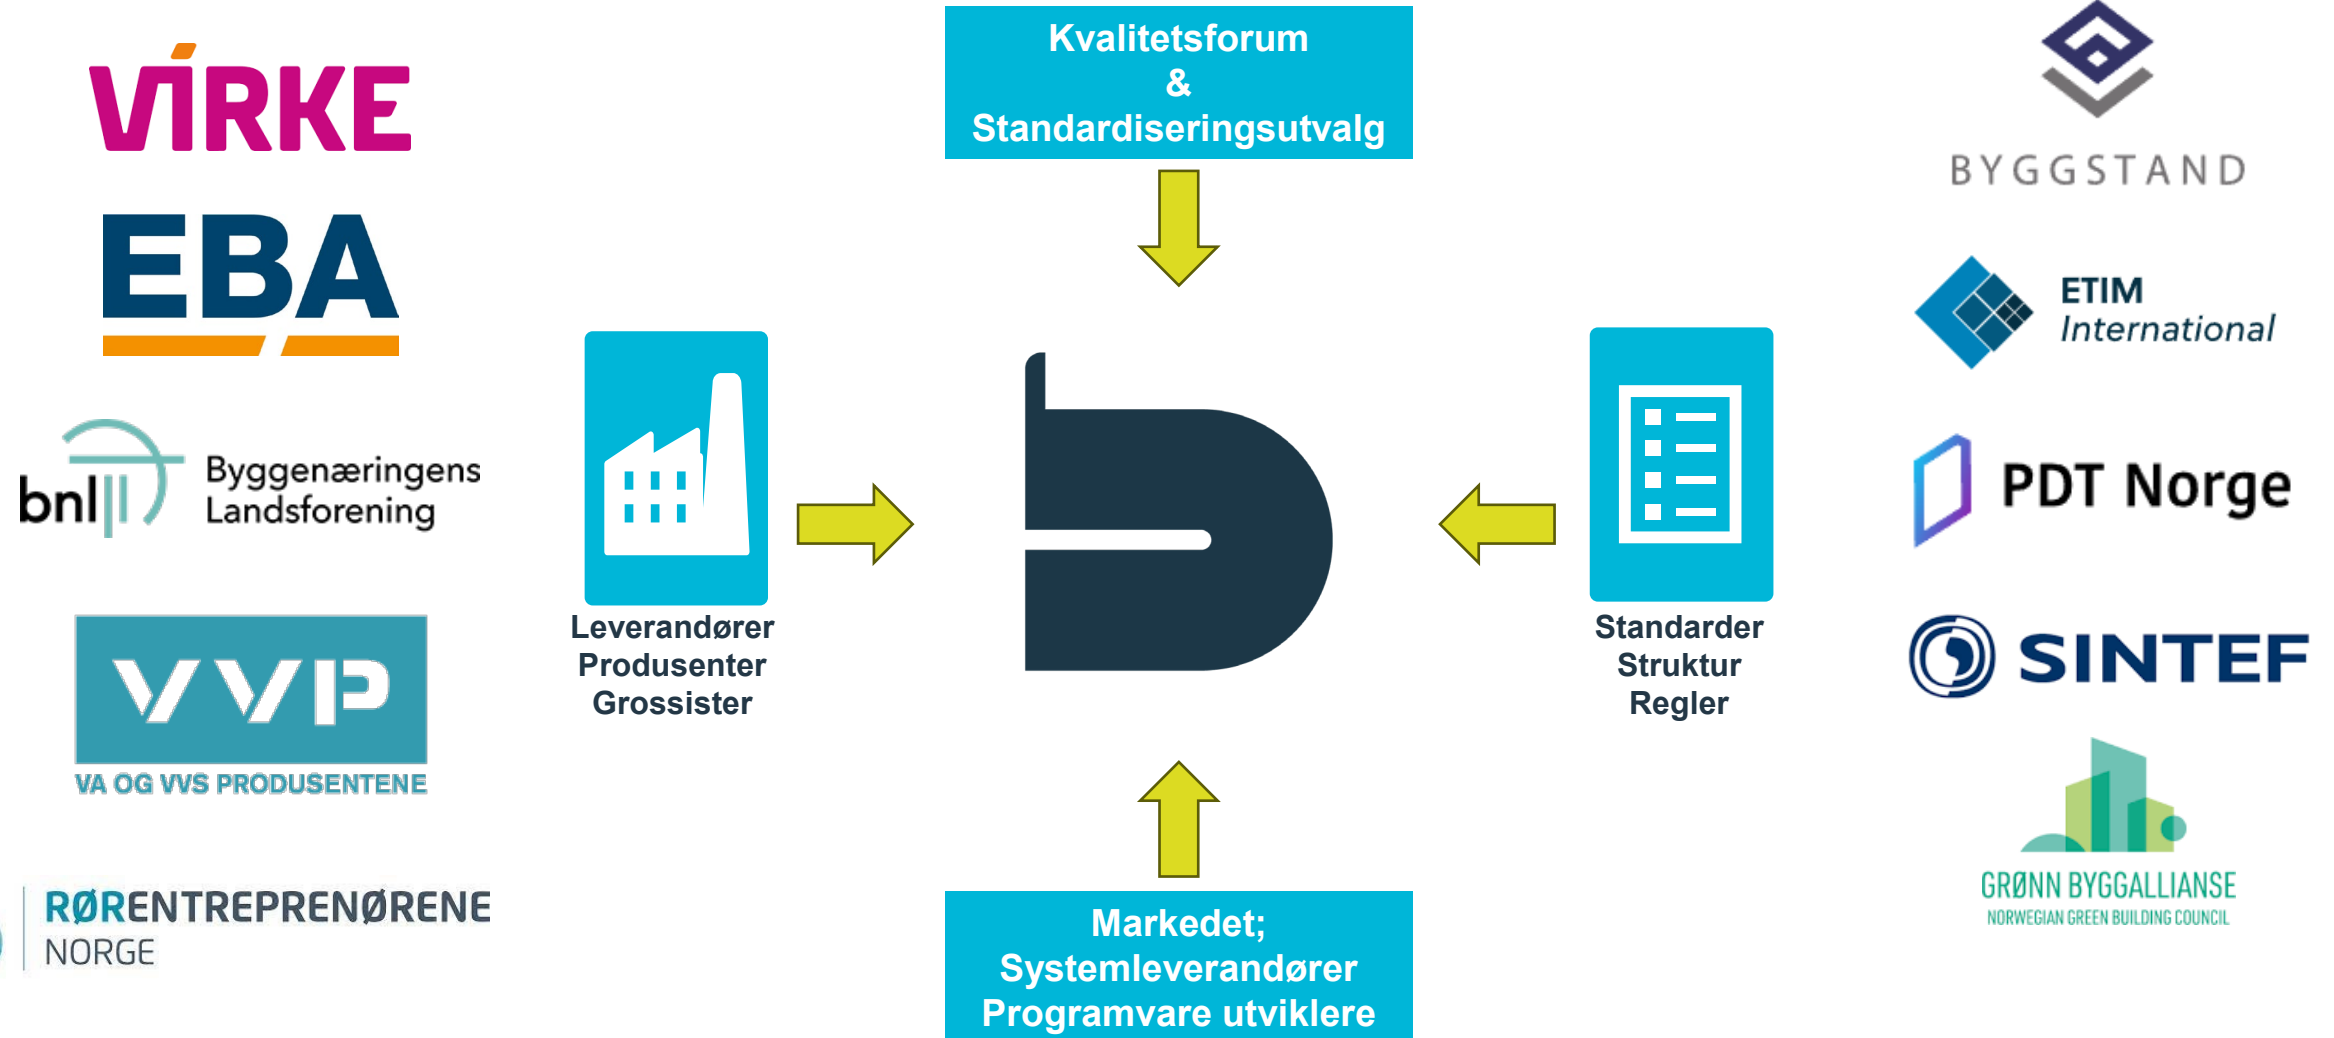 VIRKE
EBA
bnl
Byggenæringens
Landsforening
VVP
VA OG VVS PRODUSENTENE
RØRENTREPRENØRENE
NORGE
Kvalitetsforum
&
Standardiseringsutvalg
Leverandører
Produsenter
Grossister
Standarder
Struktur
Regler
Markedet;
Systemleverandører
Programvare utviklere
BYGGSTAND
ETIM
International
PDT Norge
SINTEF
GRØNN BYGGALLIANSE
NORWEGIAN GREEN BUILDING COUNCIL